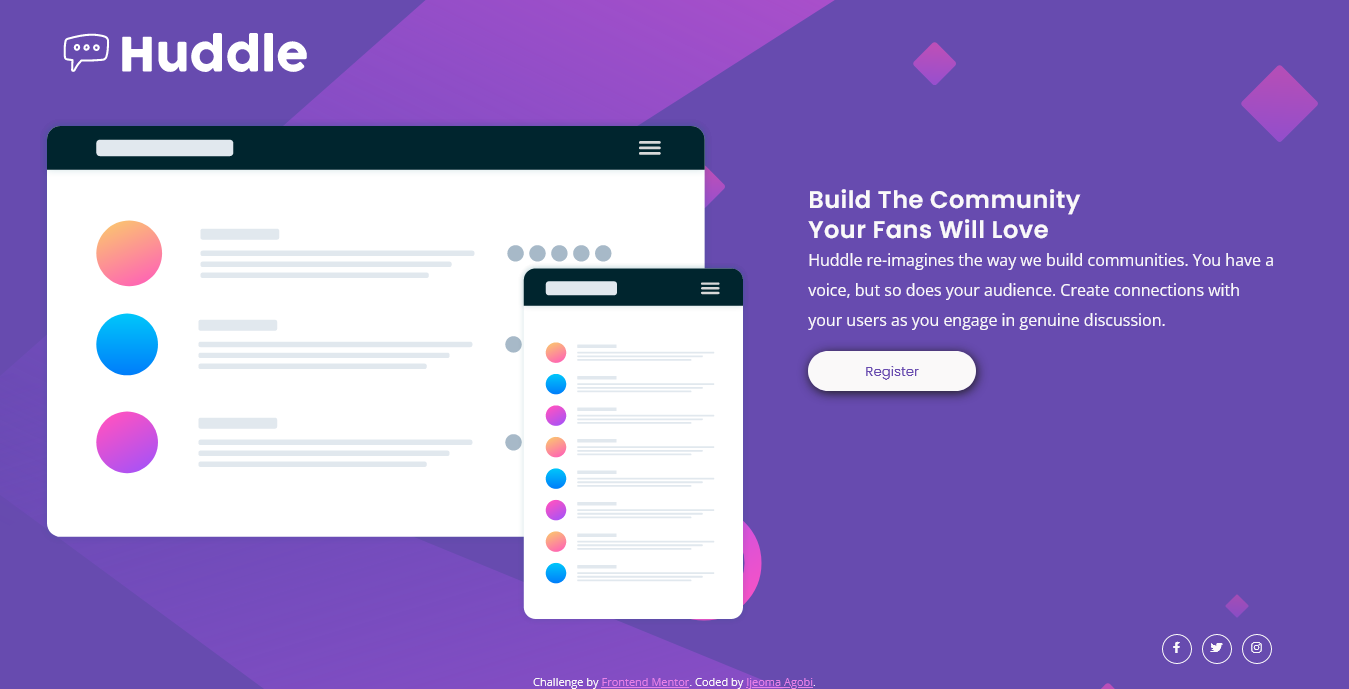 Huddle
Build The Community
Your Fans Will Love
Huddle re-imagines the way we build communities. You have a
voice, but so does your audience. Create connections with
your users as you engage in genuine discussion.
Register
Challenge by Frontend Mentor. Coded by Ijeoma Agobi.